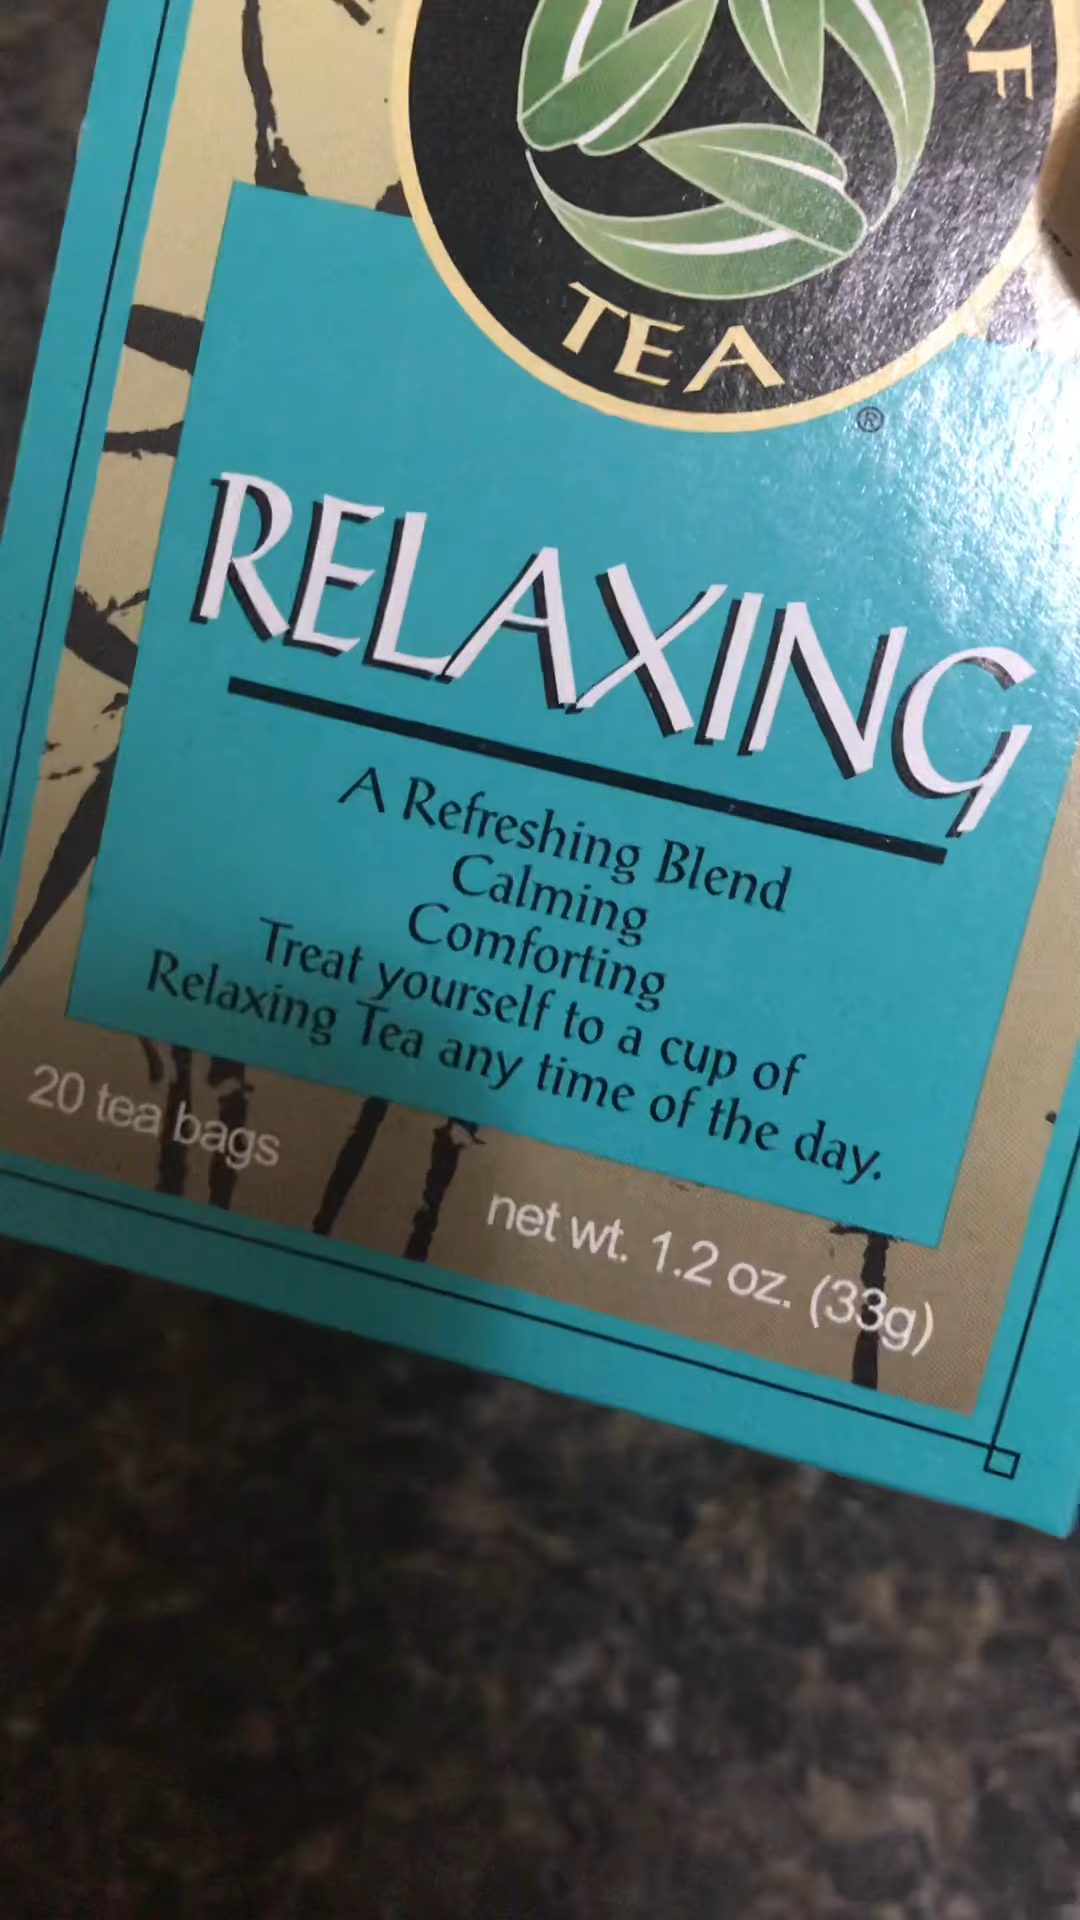 TEA
®
RELAXING
A Refreshing Blend
Calming
Comforting
Treat yourself to a cup of
Relaxing Tea any time of the day.
20 tea bags
net wt. 1.2 oz. (33g)